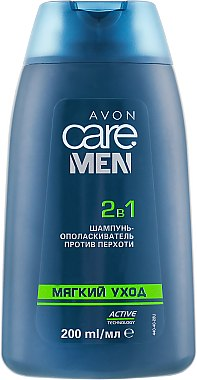 AVON
care
MEN
2в1
ШАМПУНЬ-
ОПОЛАСКИВАТЕЛЬ
ПРОТИВ ПЕРХОТИ
МЯГКИЙ УХОД
ACTIVE
TECHNOLOGY
200 ml/мл e